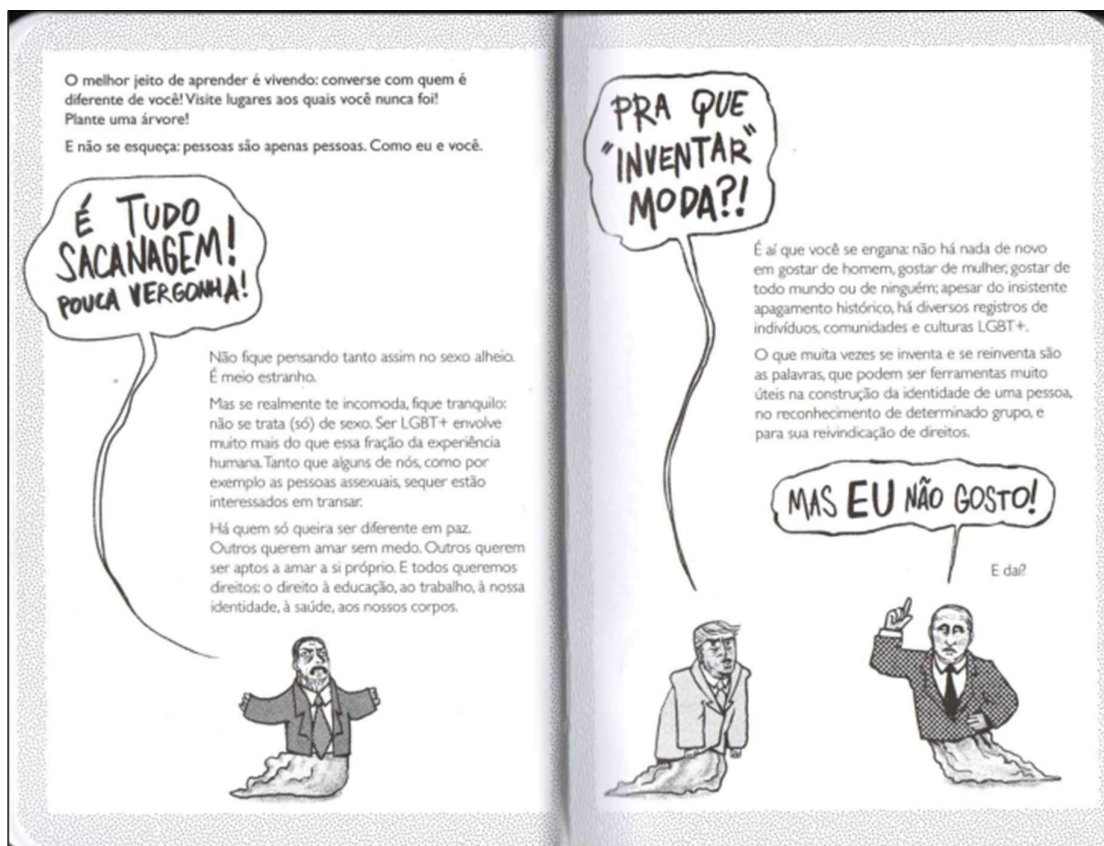 O melhor jeito de aprender é vivendo: converse com quem é
diferente de você! Visite lugares aos quais você nunca foi!
Plante uma árvore!
E não se esqueça: pessoas são apenas pessoas. Como eu e você.
É TUDO
SACANAGEM!
POUCA VERGONHA!
Não fique pensando tanto assim no sexo alheio.
É meio estranho.
Mas se realmente te incomoda, fique tranquilo:
não se trata (só) de sexo. Ser LGBT+ envolve
muito mais do que essa fração da experiência
humana. Tanto que alguns de nós, como por
exemplo as pessoas assexuais, sequer estão
interessados em transar.
Há quem só queira ser diferente em paz.
Outros querem amar sem medo. Outros querem
ser aptos a amar a si próprio. E todos queremos
direitos: o direito à educação, ao trabalho, à nossa
identidade, à saúde, aos nossos corpos.
PRA QUE
"INVENTAR"
MODA?!
É aí que você se engana: não há nada de novo
em gostar de homem, gostar de mulher, gostar de
todo mundo ou de ninguém; apesar do insistente
apagamento histórico, há diversos registros de
indivíduos, comunidades e culturas LGBT+.
O que muita vezes se inventa e se reinventa são
as palavras, que podem ser ferramentas muito
úteis na construção da identidade de uma pessoa,
no reconhecimento de determinado grupo, e
para sua reivindicação de direitos.
MAS EU NÃO GOSTO!
E daí?